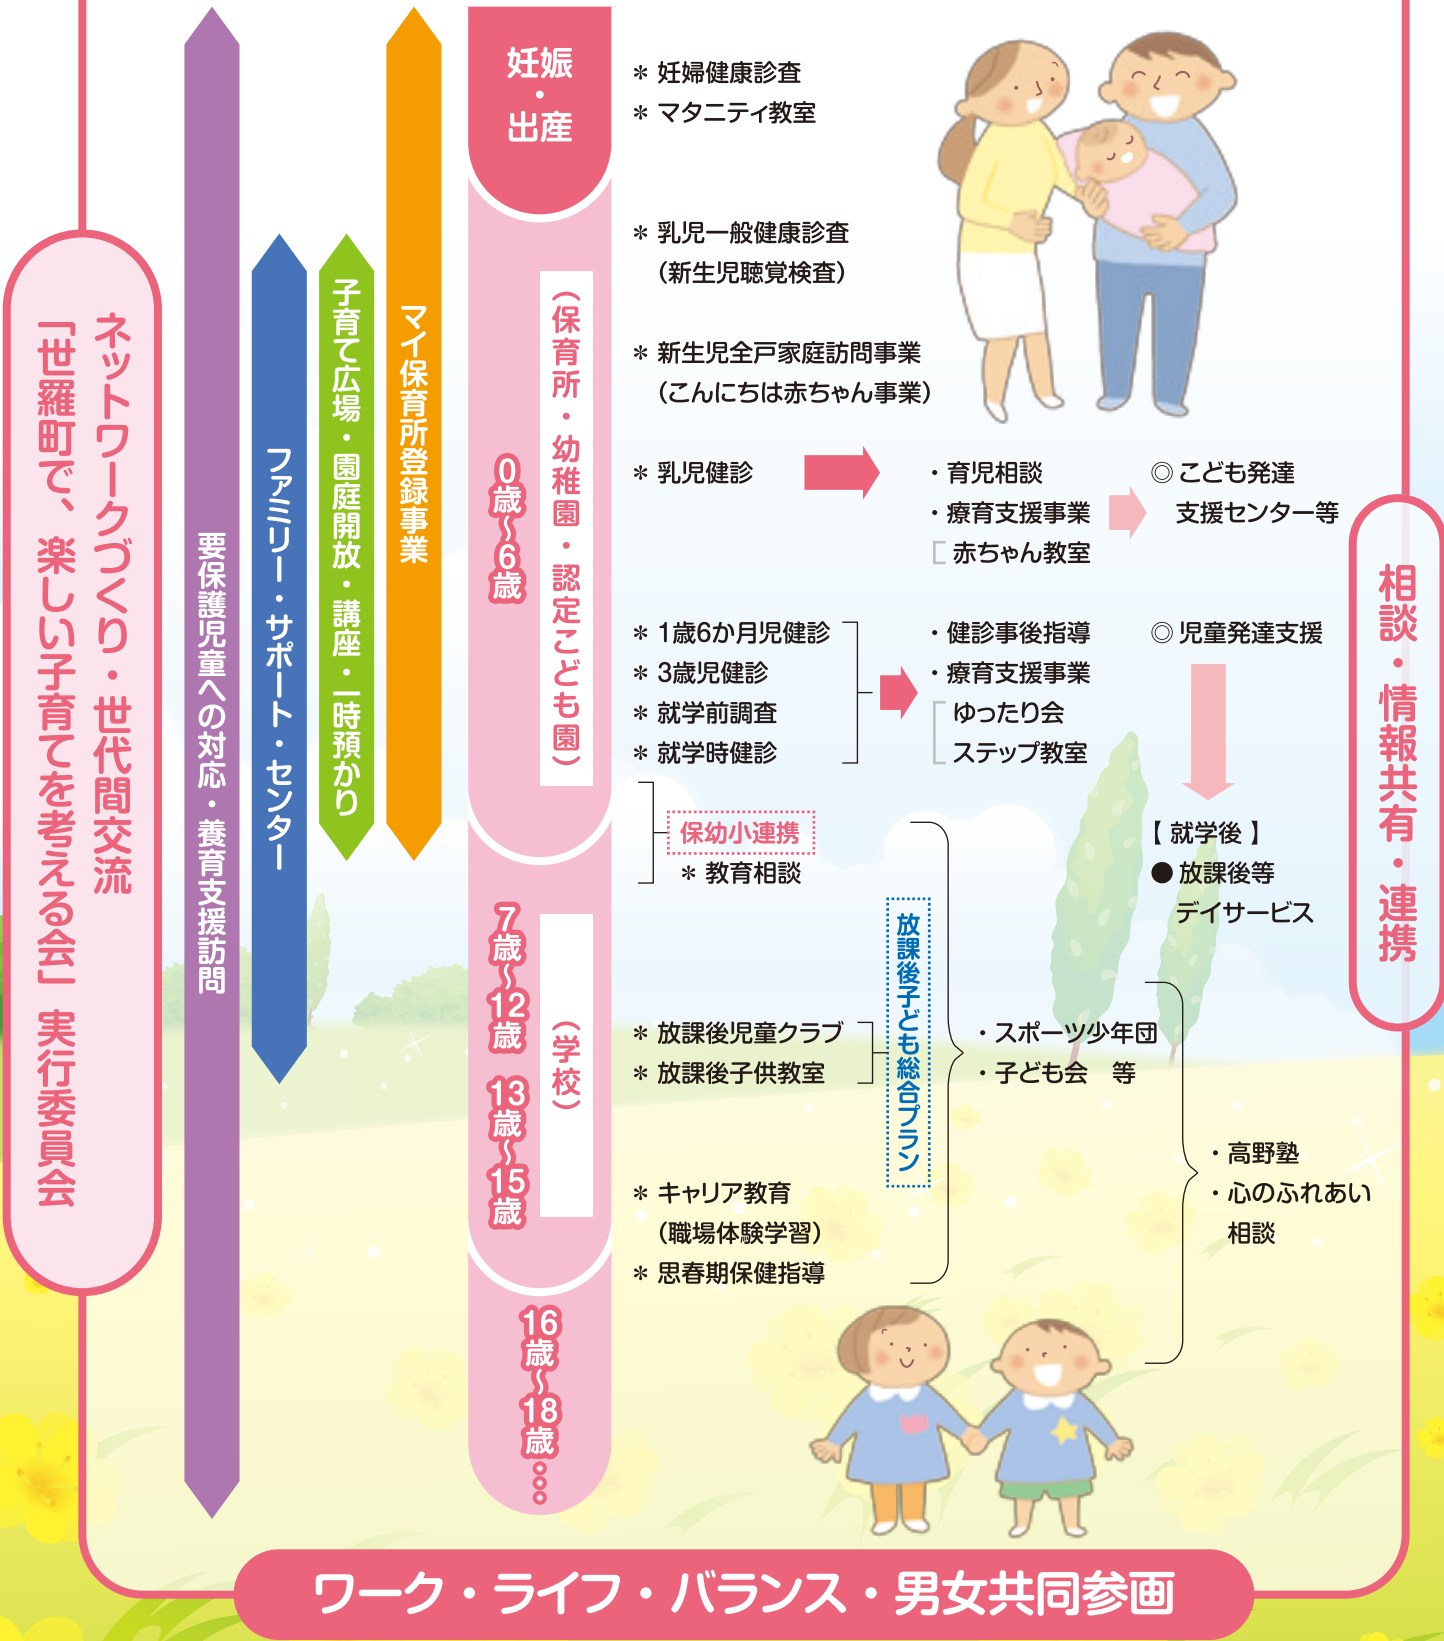 ネットワークづくり・世代間交流
「世羅町で、楽しい子育てを考える会」実行委員会
要保護児童への対応・養育支援訪問
ファミリー・サポート・センター
子育て広場・園庭開放・講座・一時預かり
マイ保育所登録事業
妊娠
・
出産
0歳～6歳
（保育所・幼稚園・認定こども園）
7歳～12歳
13歳～15歳
（学校）
16歳～18歳…
＊ 妊婦健康診査
＊ マタニティ教室
＊ 乳児一般健康診査
（新生児聴覚検査）
＊ 新生児全戸家庭訪問事業
（こんにちは赤ちゃん事業）
＊ 乳児健診
・育児相談
・療育支援事業
赤ちゃん教室
◎ こども発達
支援センター等
＊ 1歳6か月児健診
＊ 3歳児健診
＊ 就学前調査
＊ 就学時健診
・健診事後指導
・療育支援事業
ゆったり会
ステップ教室
◎ 児童発達支援
保幼小連携
＊ 教育相談
【 就学後 】
● 放課後等
デイサービス
放課後子ども総合プラン
＊ 放課後児童クラブ
＊ 放課後子供教室
・スポーツ少年団
・子ども会　等
＊ キャリア教育
（職場体験学習）
＊ 思春期保健指導
・高野塾
・心のふれあい
相談
相談・情報共有・連携
ワーク・ライフ・バランス・男女共同参画